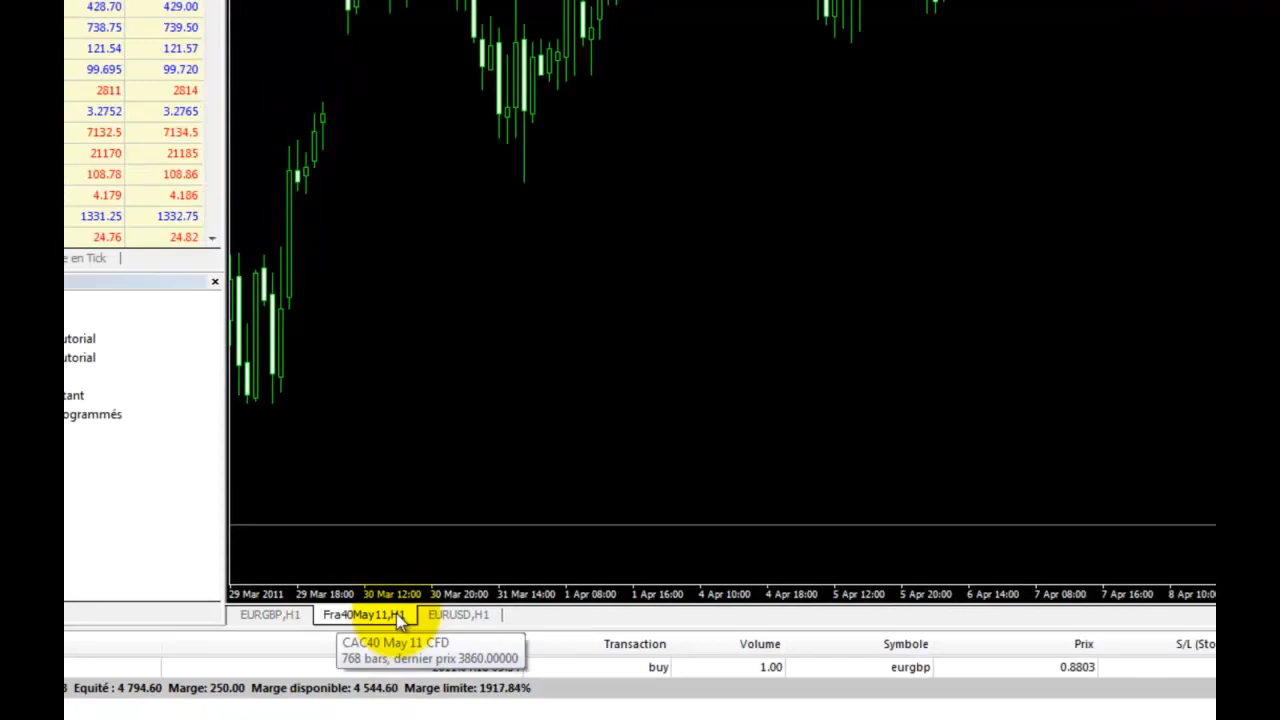 428.70 429.00
738.75 739.50
121.54 121.57
99.695 99.720
2811 2814
3.2752 3.2765
7132.5 7134.5
21170 21185
108.78 108.86
4.179 4.186
1331.25 1332.75
24.76 24.82
e en Tick
utorial
utorial
tant
ogrammés
29 Mar 2011 29 Mar 18:00 30 Mar 12:00 30 Mar 20:00 31 Mar 14:00 1 Apr 08:00 1 Apr 16:00 4 Apr 10:00 4 Apr 18:00 5 Apr 12:00 5 Apr 20:00 6 Apr 14:00 7 Apr 08:00 7 Apr 16:00 8 Apr 10:0
EURGBP,H1 Fra40May11,H1 EURUSD,H1
CAC40 May 11 CFD
768 bars, dernier prix 3860.00000
Transaction Volume Symbole Prix S/L (Sto
buy 1.00 eurgbp 0.8803
Equité : 4 794.60 Marge: 250.00 Marge disponible: 4 544.60 Marge limite: 1917.84%